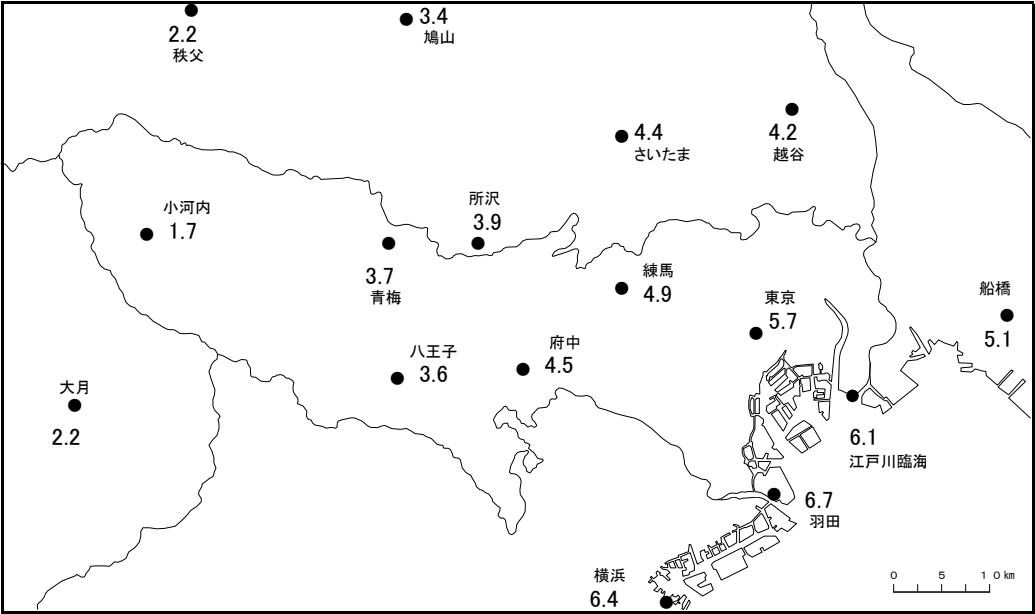 2.2
秩父
3.4
鳩山
4.4
さいたま
4.2
越谷
小河内
1.7
所沢
3.9
3.7
青梅
練馬
4.9
東京
5.7
船橋
5.1
大月
2.2
八王子
3.6
府中
4.5
6.1
江戸川臨海
6.7
羽田
横浜
6.4
0 5 10㎞